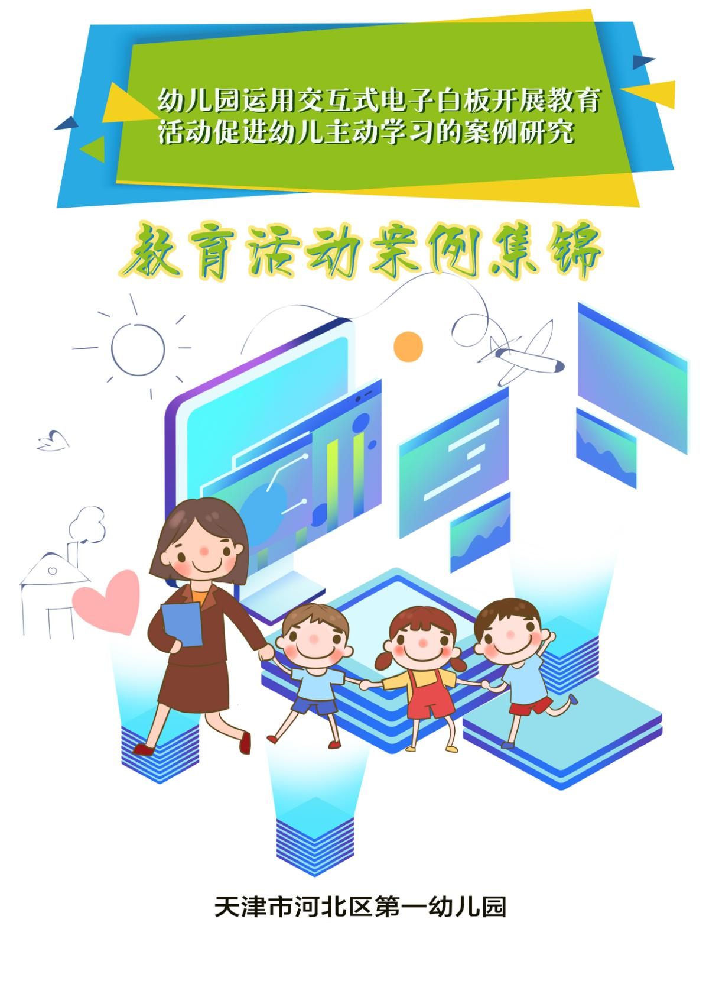 幼儿园运用交互式电子白板开展教育
活动促进幼儿主动学习的案例研究
教育活动案例集锦
天津市河北区第一幼儿园